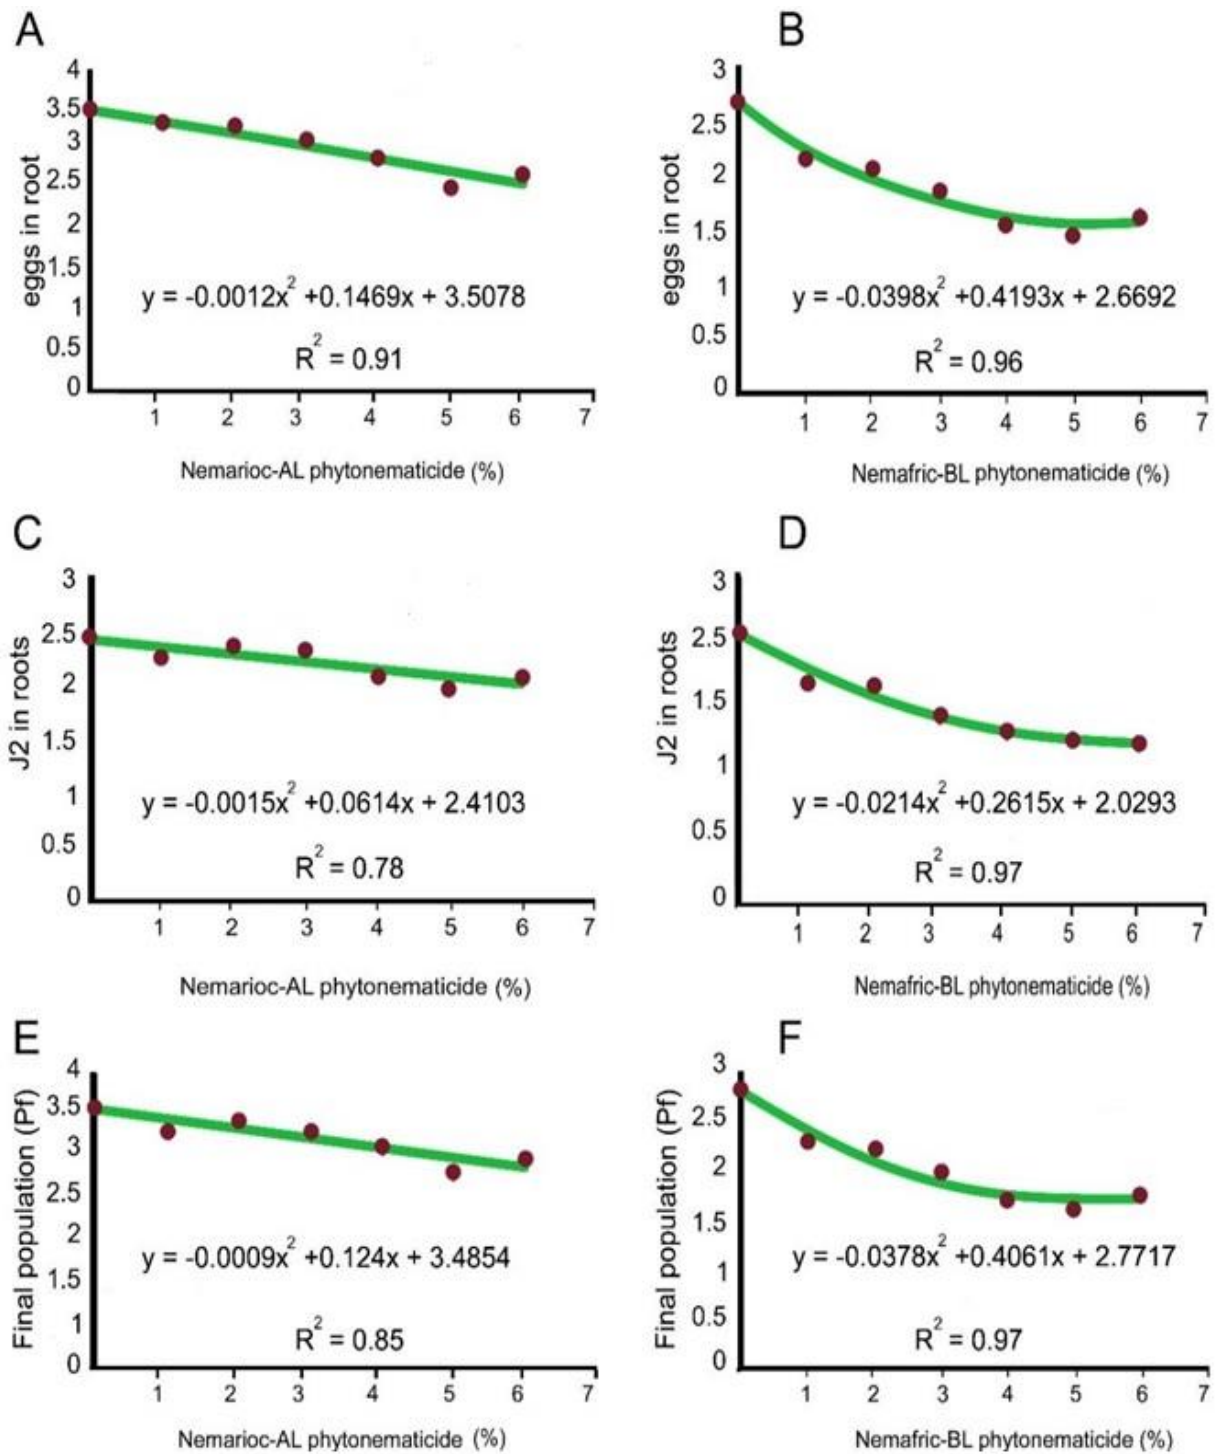 A
4
3.5
3
2.5
2
1.5
1
0.5
0
eggs in root
y = -0.0012x² +0.1469x + 3.5078
R² = 0.91
1 2 3 4 5 6 7
Nemarioc-AL phytonematicide (%)
B
3
2.5
2
1.5
1
0.5
0
eggs in root
y = -0.0398x² +0.4193x + 2.6692
R² = 0.96
1 2 3 4 5 6 7
Nemafric-BL phytonematicide (%)
C
3
2.5
2
1.5
1
0.5
0
J2 in roots
y = -0.0015x² +0.0614x + 2.4103
R² = 0.78
1 2 3 4 5 6 7
Nemarioc-AL phytonematicide (%)
D
3
2.5
1.5
1
0.5
0
J2 in roots
y = -0.0214x² +0.2615x + 2.0293
R² = 0.97
1 2 3 4 5 6 7
Nemafric-BL phytonematicide (%)
E
4
3.5
3
2.5
2
1.5
1
0
Final population (Pf)
y = -0.0009x² +0.124x + 3.4854
R² = 0.85
1 2 3 4 5 6 7
Nemarioc-AL phytonematicide (%)
F
3
2.5
2
1.5
1
0.5
0
Final population (Pf)
y = -0.0378x² +0.4061x + 2.7717
R² = 0.97
1 2 3 4 5 6 7
Nemafric-BL phytonematicide (%)